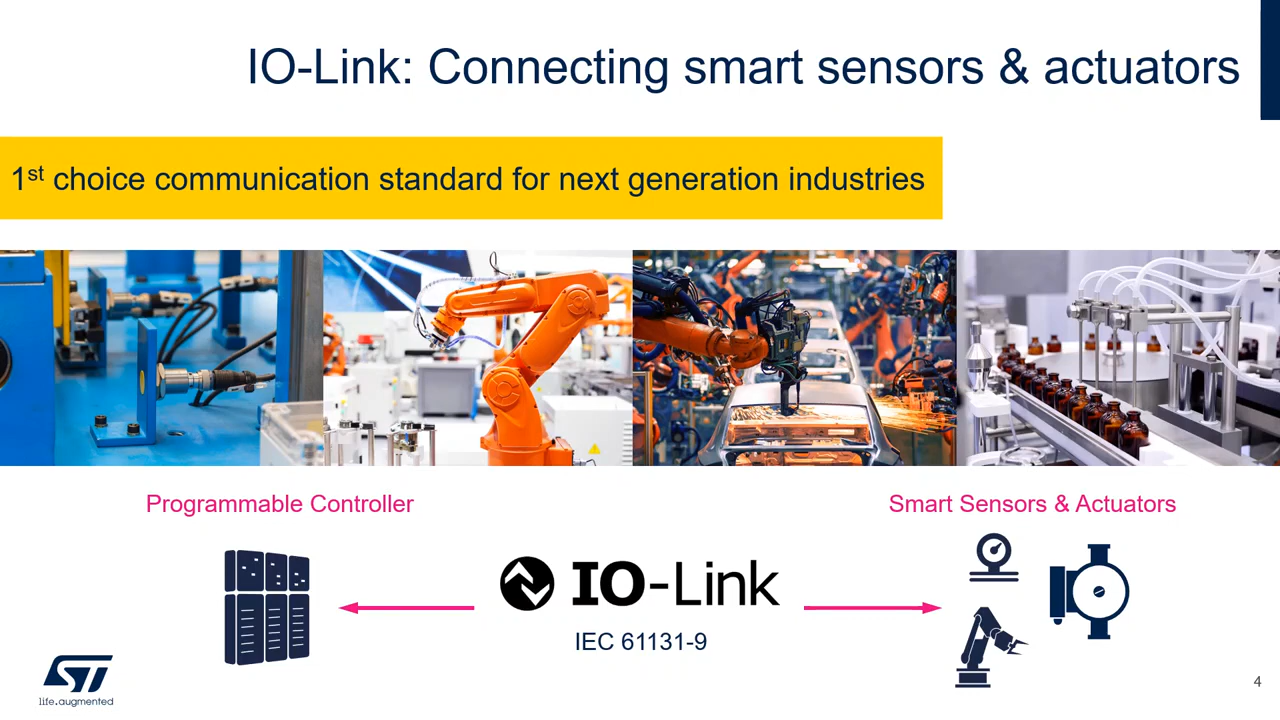 IO-Link: Connecting smart sensors & actuators
1st choice communication standard for next generation industries
Programmable Controller
Smart Sensors & Actuators
IO-Link
IEC 61131-9
ST
life.augmented
4